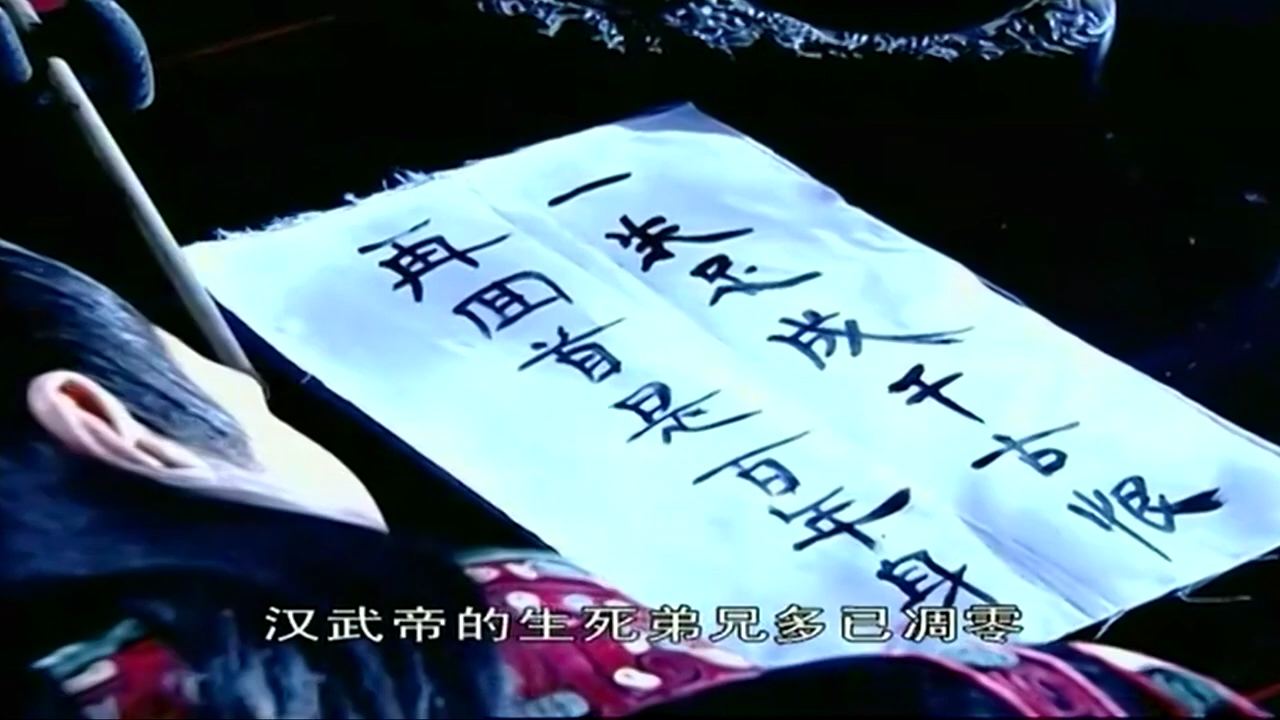 一失足成千古恨
再回首是百年身
汉武帝的生死弟兄多已凋零